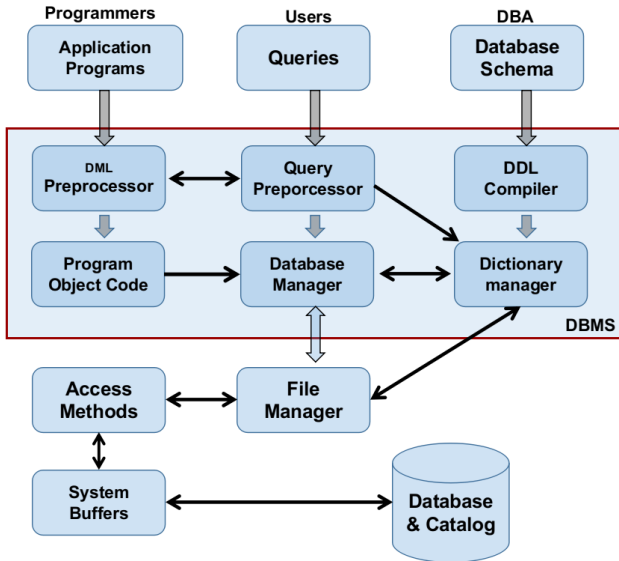 Programmers
Users
DBA
Application
Programs
Queries
Database
Schema
DML
Preprocessor
Query
Preporcessor
DDL
Compiler
Program
Object Code
Database
Manager
Dictionary
manager
DBMS
Access
Methods
File
Manager
System
Buffers
Database
& Catalog